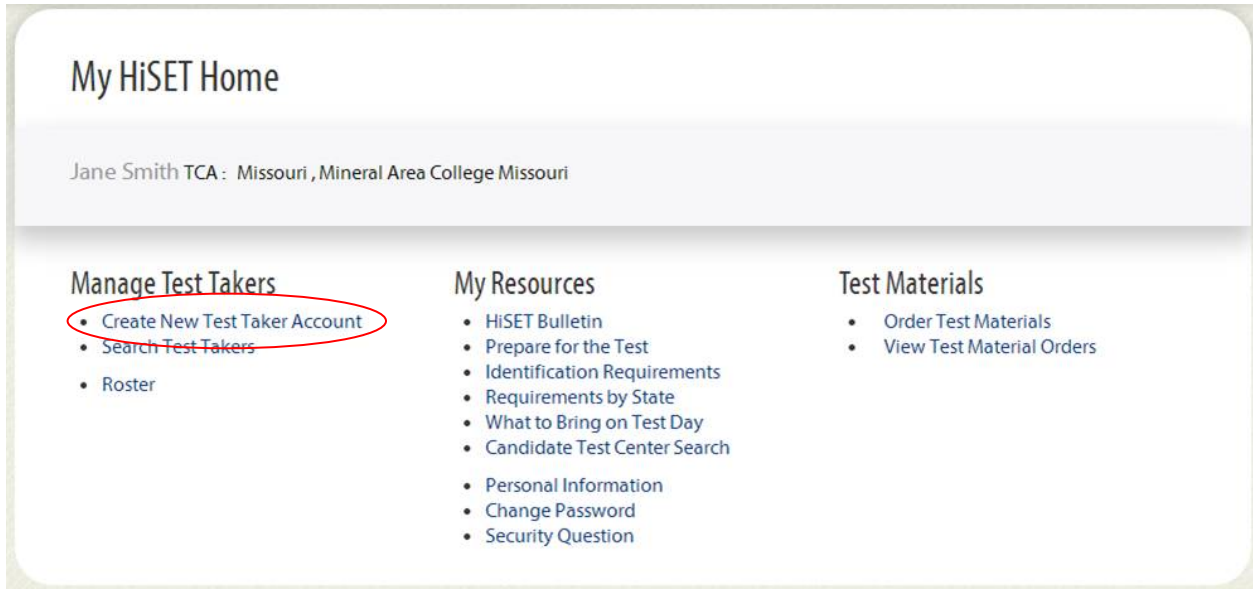 My HiSET Home
Jane Smith TCA : Missouri , Mineral Area College Missouri
Manage Test Takers
• Create New Test Taker Account
• Search Test Takers
• Roster
My Resources
• HiSET Bulletin
• Prepare for the Test
• Identification Requirements
• Requirements by State
• What to Bring on Test Day
• Candidate Test Center Search
• Personal Information
• Change Password
• Security Question
Test Materials
• Order Test Materials
• View Test Material Orders